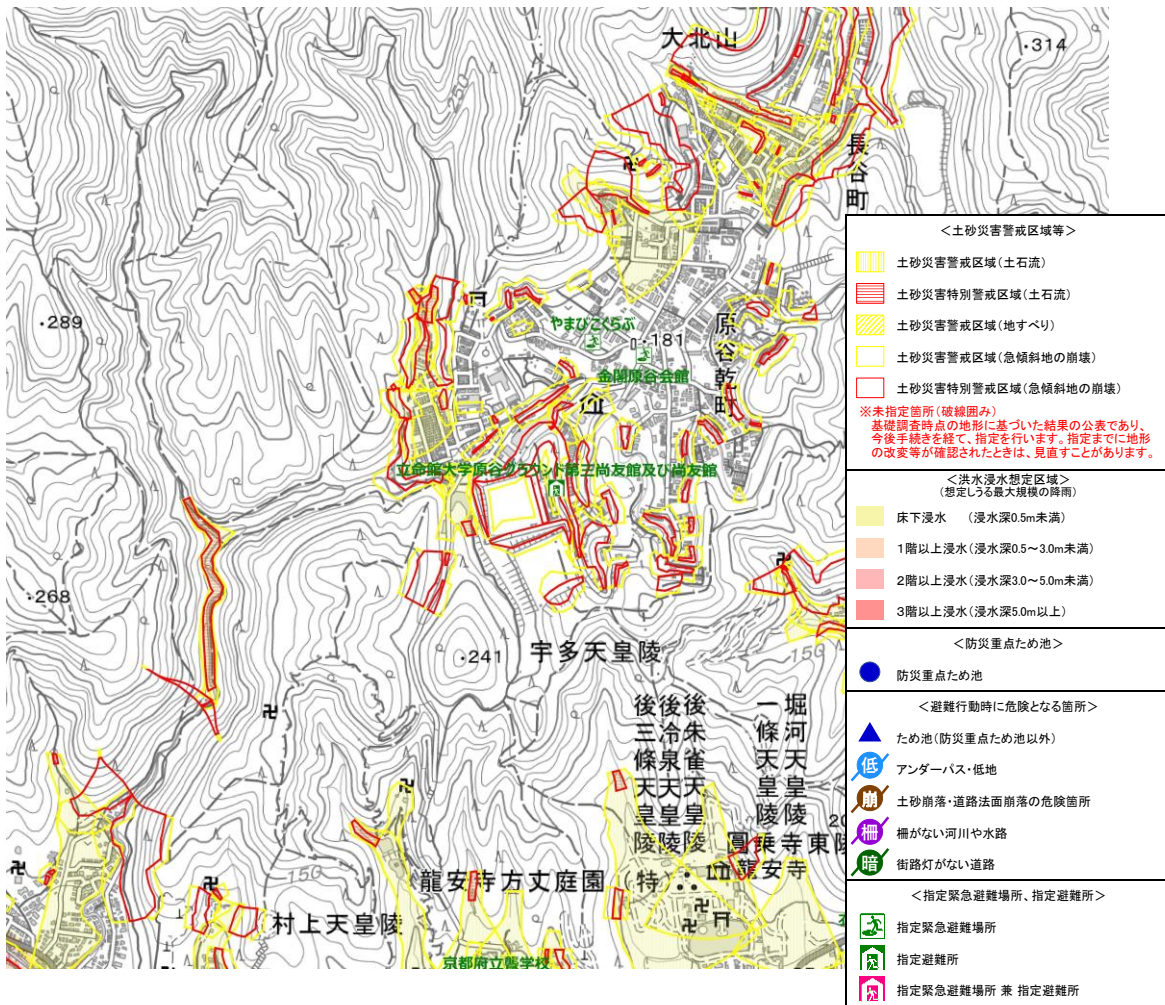 大北山
・314
250
長谷町
・289
やまびこくらぶ
・181
金閣原谷会館
原谷乾町
立命館大学原谷グラウンド第三尚友館及び尚友館
・268
・241
宇多天皇陵
150
後三條天皇陵
後冷泉天皇陵
後朱雀天皇陵
一條天皇陵
堀河天皇陵
圓乗寺東陵
150
龍安寺
龍安寺方丈庭園
(特)
村上天皇陵
京都府立聾学校
<土砂災害警戒区域等>
土砂災害警戒区域(土石流)
土砂災害特別警戒区域(土石流)
土砂災害警戒区域(地すべり)
土砂災害警戒区域(急傾斜地の崩壊)
土砂災害特別警戒区域(急傾斜地の崩壊)
※未指定箇所(破線囲み)
基礎調査時点の地形に基づいた結果の公表であり、
今後手続きを経て、指定を行います。指定までに地形
の改変等が確認されたときは、見直すことがあります。
<洪水浸水想定区域>
(想定しうる最大規模の降雨)
床下浸水 (浸水深0.5m未満)
1階以上浸水(浸水深0.5~3.0m未満)
2階以上浸水(浸水深3.0~5.0m未満)
3階以上浸水(浸水深5.0m以上)
<防災重点ため池>
防災重点ため池
<避難行動時に危険となる箇所>
ため池(防災重点ため池以外)
低 アンダーパス・低地
崩 土砂崩落・道路法面崩落の危険箇所
柵 柵がない河川や水路
暗 街路灯がない道路
<指定緊急避難場所、指定避難所>
指定緊急避難場所
指定避難所
指定緊急避難場所 兼 指定避難所